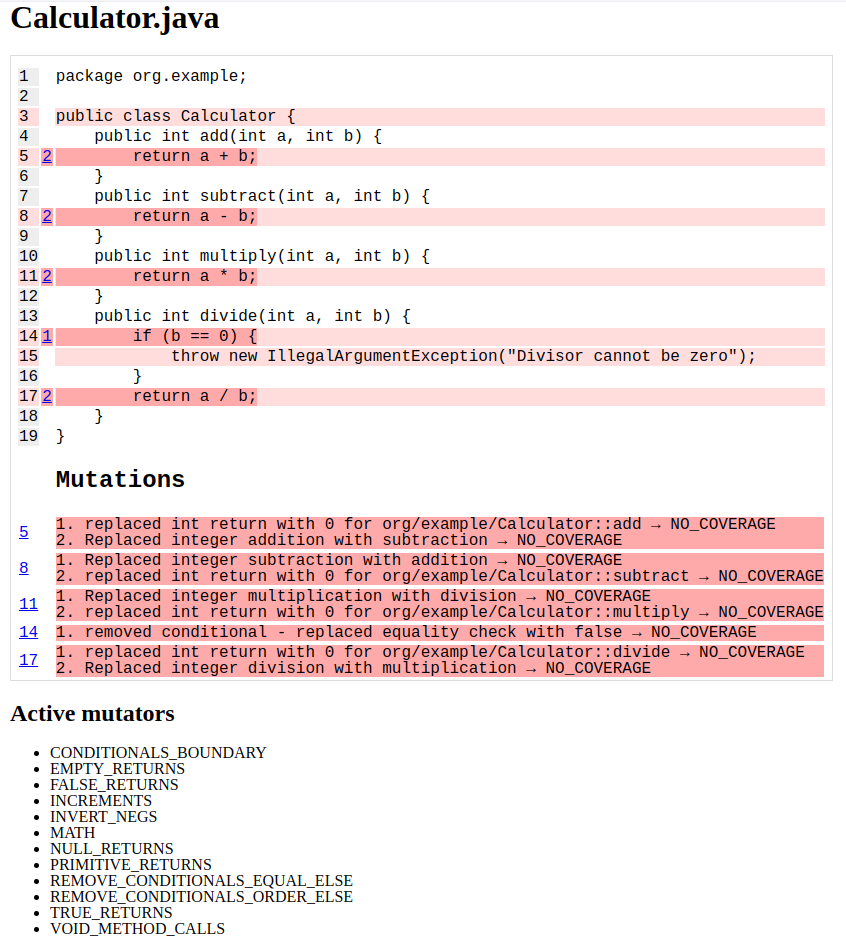 Calculator.java
1 package org.example;
2
3 public class Calculator {
4     public int add(int a, int b) {
5 2         return a + b;
6     }
7     public int subtract(int a, int b) {
8 2         return a - b;
9     }
10     public int multiply(int a, int b) {
11 2         return a * b;
12     }
13     public int divide(int a, int b) {
14 1         if (b == 0) {
15             throw new IllegalArgumentException("Divisor cannot be zero");
16         }
17 2         return a / b;
18     }
19 }
Mutations
5
1. replaced int return with 0 for org/example/Calculator::add → NO_COVERAGE
2. Replaced integer addition with subtraction → NO_COVERAGE
8
1. Replaced integer subtraction with addition → NO_COVERAGE
2. replaced int return with 0 for org/example/Calculator::subtract → NO_COVERAGE
11
1. Replaced integer multiplication with division → NO_COVERAGE
2. replaced int return with 0 for org/example/Calculator::multiply → NO_COVERAGE
14
1. removed conditional - replaced equality check with false → NO_COVERAGE
17
1. replaced int return with 0 for org/example/Calculator::divide → NO_COVERAGE
2. Replaced integer division with multiplication → NO_COVERAGE
Active mutators
• CONDITIONALS_BOUNDARY
• EMPTY_RETURNS
• FALSE_RETURNS
• INCREMENTS
• INVERT_NEGS
• MATH
• NULL_RETURNS
• PRIMITIVE_RETURNS
• REMOVE_CONDITIONALS_EQUAL_ELSE
• REMOVE_CONDITIONALS_ORDER_ELSE
• TRUE_RETURNS
• VOID_METHOD_CALLS